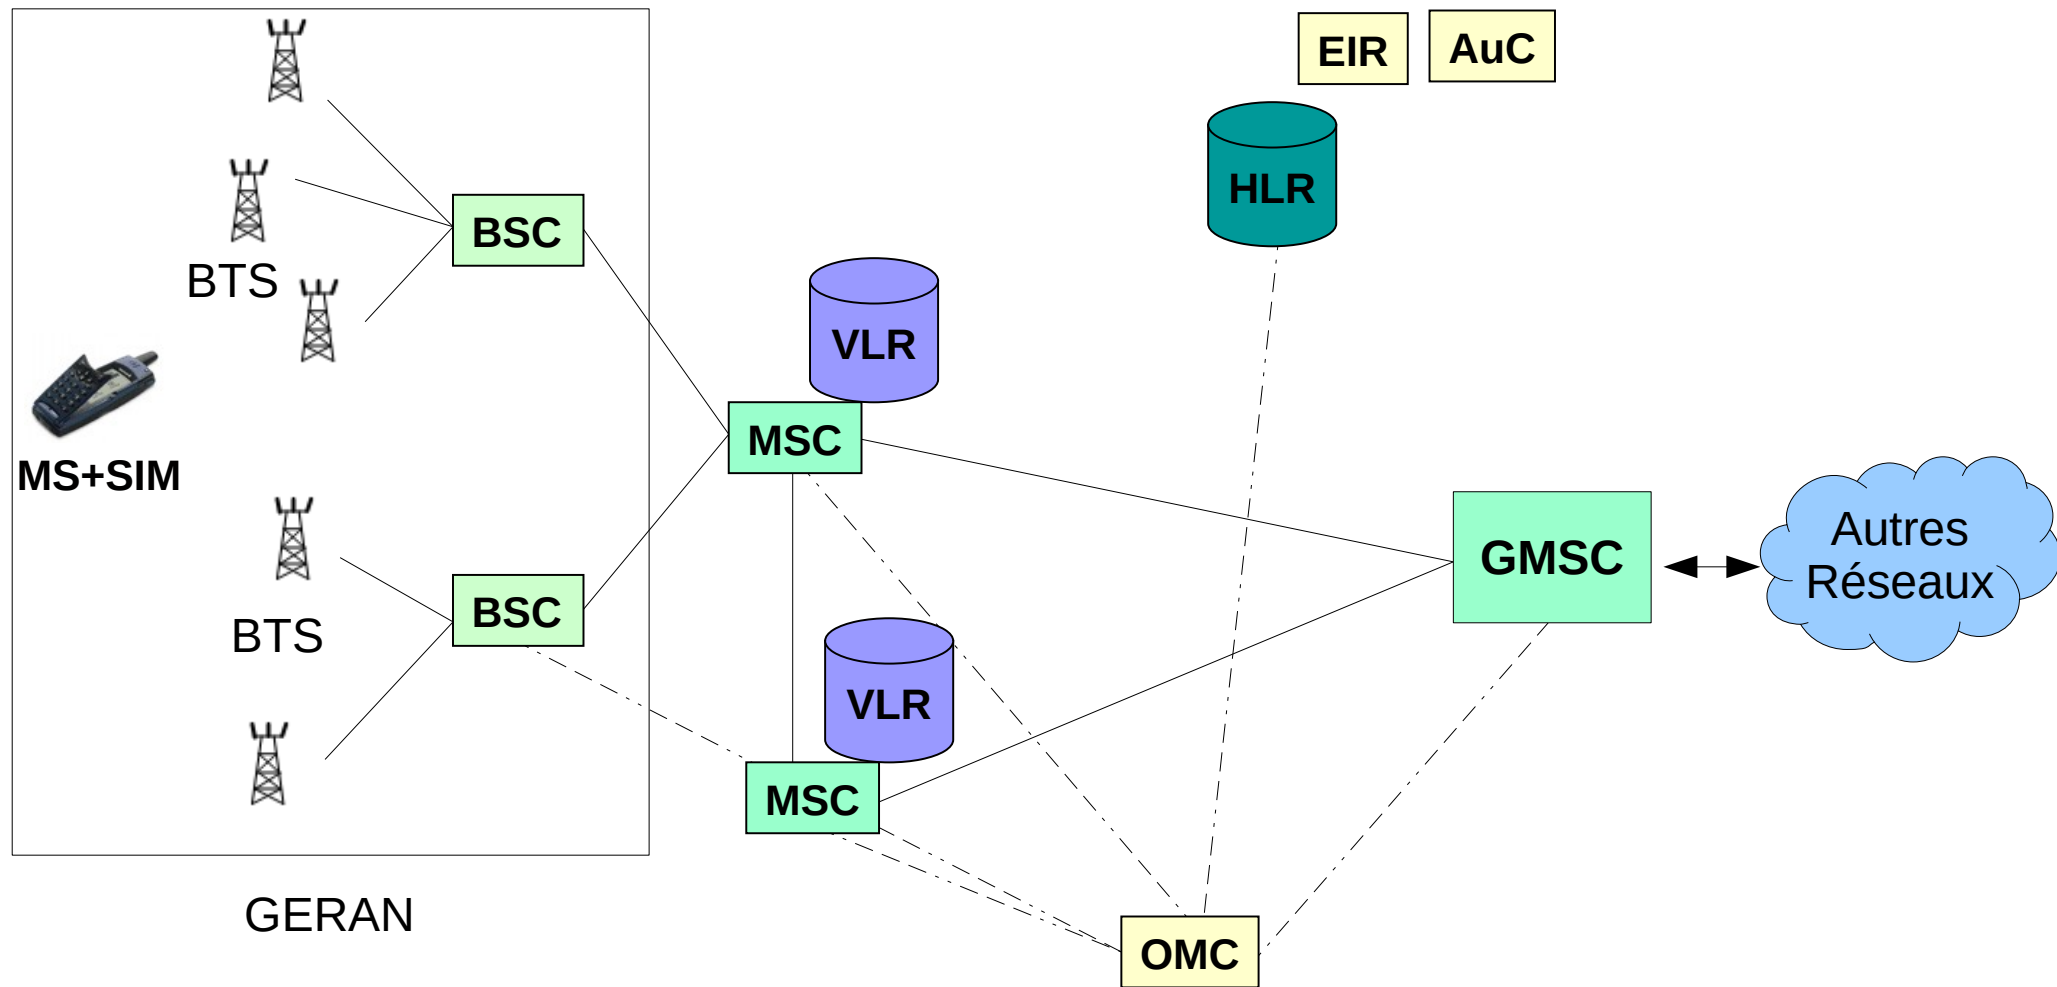 EIR
AuC
HLR
BSC
BTS
VLR
MSC
MS+SIM
GMSC
Autres
Réseaux
BSC
BTS
VLR
MSC
GERAN
OMC